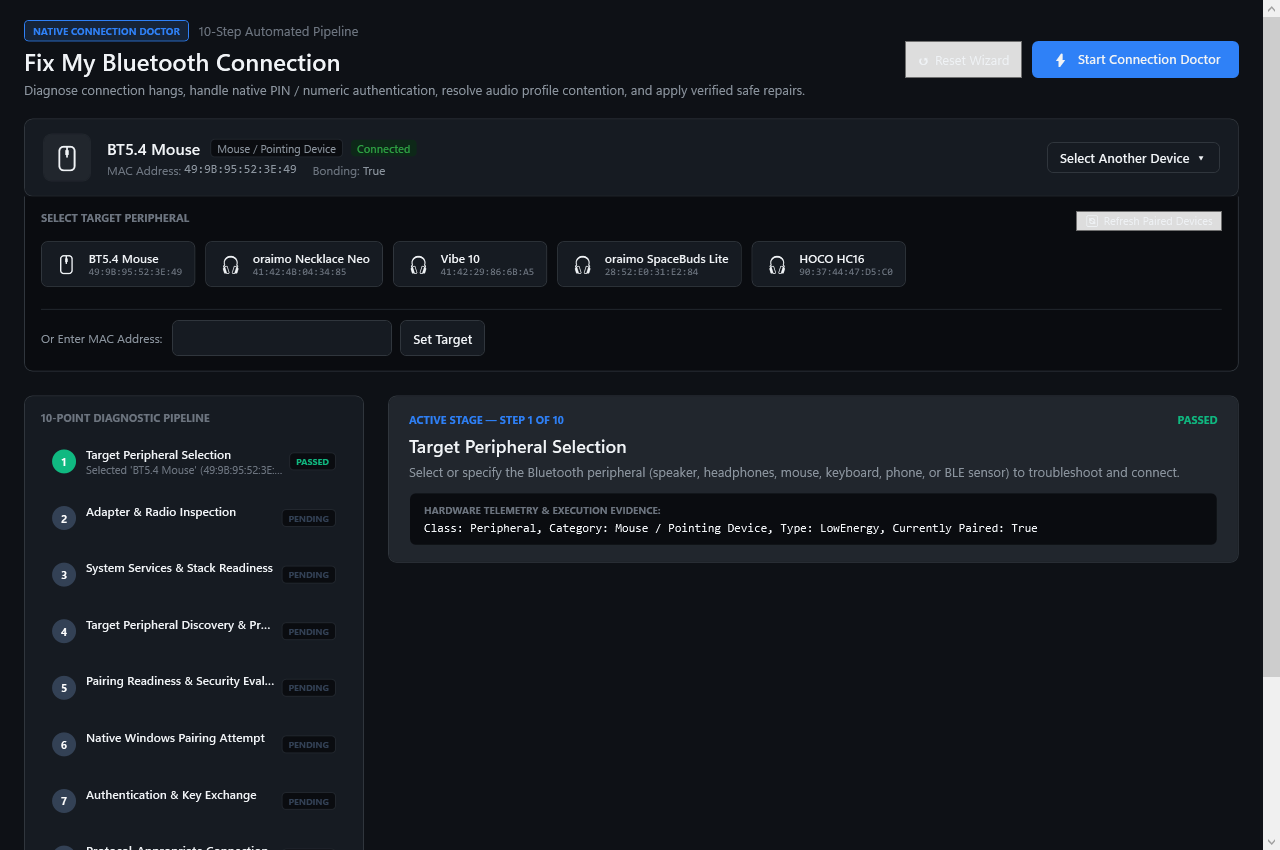 NATIVE CONNECTION DOCTOR 10-Step Automated Pipeline
Fix My Bluetooth Connection
Diagnose connection hangs, handle native PIN / numeric authentication, resolve audio profile contention, and apply verified safe repairs.
Reset Wizard
Start Connection Doctor
BT5.4 Mouse Mouse / Pointing Device Connected
MAC Address: 49:9B:95:52:3E:49 Bonding: True
Select Another Device
SELECT TARGET PERIPHERAL
Refresh Paired Devices
BT5.4 Mouse
49:9B:95:52:3E:49
oraimo Necklace Neo
41:42:4B:04:34:85
Vibe 10
41:42:29:86:6B:A5
oraimo SpaceBuds Lite
28:52:E0:31:E2:84
HOCO HC16
90:37:44:47:D5:C0
Or Enter MAC Address:
Set Target
10-POINT DIAGNOSTIC PIPELINE
1 Target Peripheral Selection PASSED
Selected 'BT5.4 Mouse' (49:9B:95:52:3E:...
2 Adapter & Radio Inspection PENDING
3 System Services & Stack Readiness PENDING
4 Target Peripheral Discovery & Pr... PENDING
5 Pairing Readiness & Security Eval... PENDING
6 Native Windows Pairing Attempt PENDING
7 Authentication & Key Exchange PENDING
Protocol-Appropriate Connection
ACTIVE STAGE — STEP 1 OF 10 PASSED
Target Peripheral Selection
Select or specify the Bluetooth peripheral (speaker, headphones, mouse, keyboard, phone, or BLE sensor) to troubleshoot and connect.
HARDWARE TELEMETRY & EXECUTION EVIDENCE:
Class: Peripheral, Category: Mouse / Pointing Device, Type: LowEnergy, Currently Paired: True